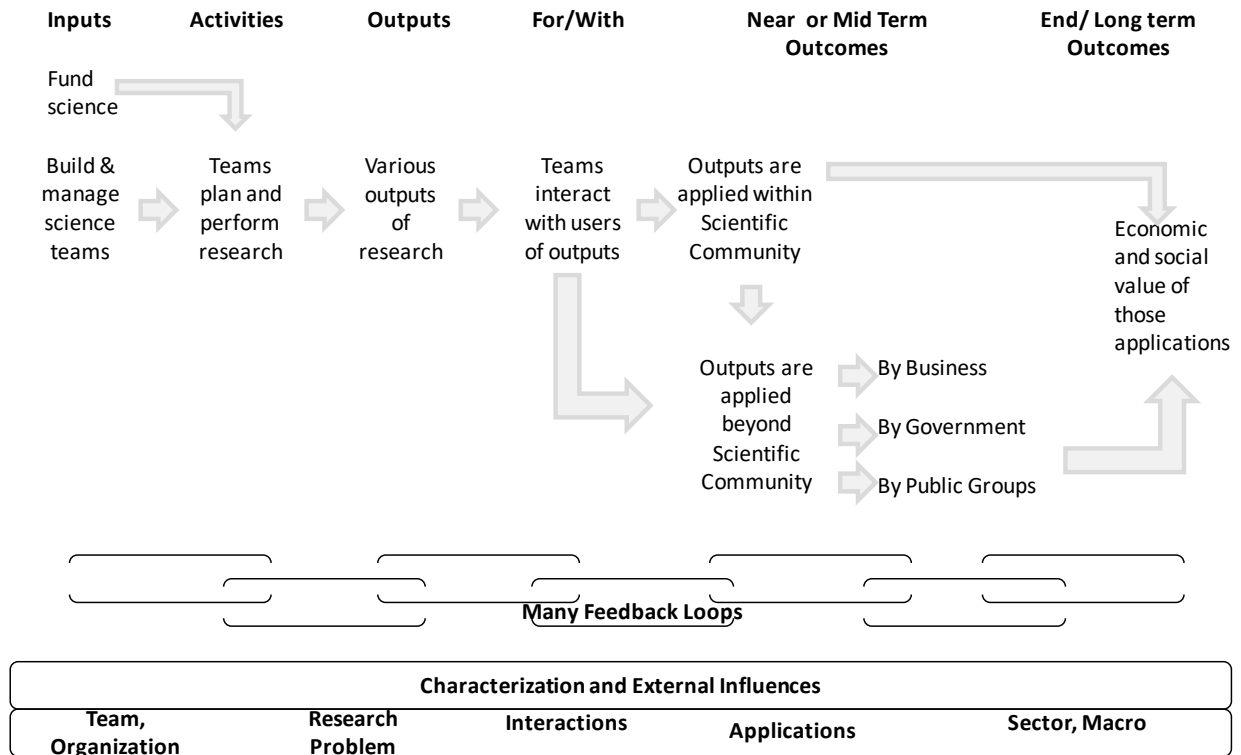 Inputs
Activities
Outputs
For/With
Near or Mid Term
Outcomes
End/ Long term
Outcomes
Fund
science
Build &
manage
science
teams
Teams
plan and
perform
research
Various
outputs
of
research
Teams
interact
with users
of outputs
Outputs are
applied within
Scientific
Community
Economic
and social
value of
those
applications
Outputs are
applied
beyond
Scientific
Community
By Business
By Government
By Public Groups
Many Feedback Loops
Characterization and External Influences
Team,
Organization
Research
Problem
Interactions
Applications
Sector, Macro